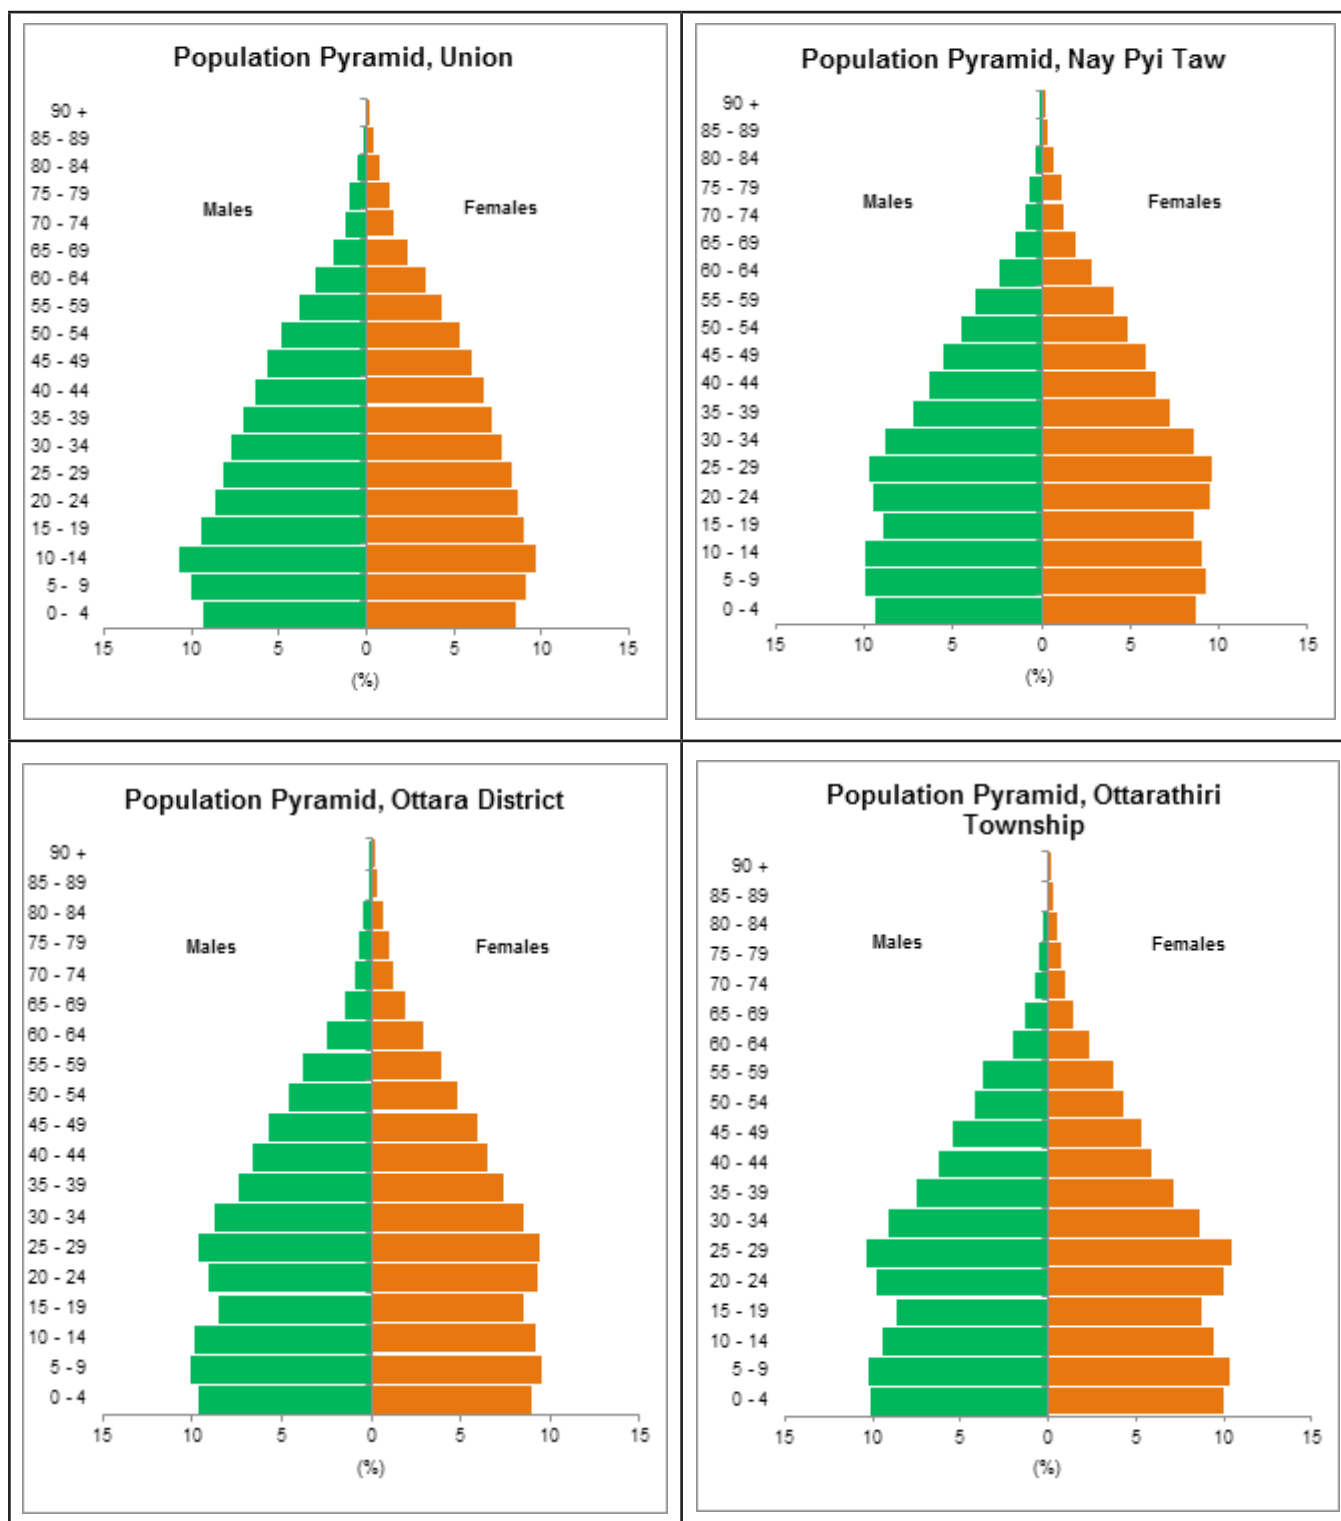 Population Pyramid, Union
90 +
85 - 89
80 - 84
75 - 79
70 - 74
65 - 69
60 - 64
55 - 59
50 - 54
45 - 49
40 - 44
35 - 39
30 - 34
25 - 29
20 - 24
15 - 19
10 -14
5 - 9
0 - 4
Males
Females
15 10 5 0 5 10 15
(%)
Population Pyramid, Nay Pyi Taw
90 +
85 - 89
80 - 84
75 - 79
70 - 74
65 - 69
60 - 64
55 - 59
50 - 54
45 - 49
40 - 44
35 - 39
30 - 34
25 - 29
20 - 24
15 - 19
10 - 14
5 - 9
0 - 4
Males
Females
15 10 5 0 5 10 15
(%)
Population Pyramid, Ottara District
90 +
85 - 89
80 - 84
75 - 79
70 - 74
65 - 69
60 - 64
55 - 59
50 - 54
45 - 49
40 - 44
35 - 39
30 - 34
25 - 29
20 - 24
15 - 19
10 - 14
5 - 9
0 - 4
Males
Females
15 10 5 0 5 10 15
(%)
Population Pyramid, Ottarathiri
Township
90 +
85 - 89
80 - 84
75 - 79
70 - 74
65 - 69
60 - 64
55 - 59
50 - 54
45 - 49
40 - 44
35 - 39
30 - 34
25 - 29
20 - 24
15 - 19
10 - 14
5 - 9
0 - 4
Males
Females
15 10 5 0 5 10 15
(%)